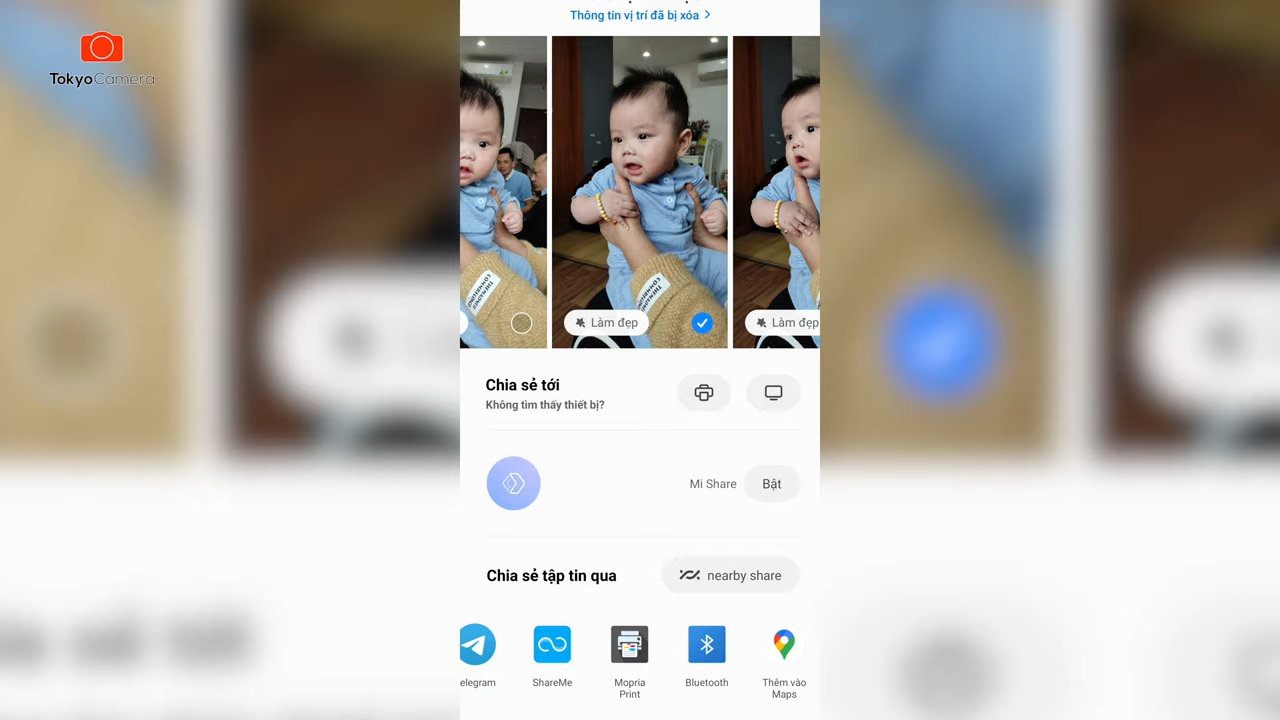 Thông tin vị trí đã bị xóa
TokyoCamera
Làm đẹp
Làm đẹp
Chia sẻ tới
Không tìm thấy thiết bị?
Mi Share
Bật
Chia sẻ tập tin qua
nearby share
elegram
ShareMe
Mopria
Print
Bluetooth
Thêm vào
Maps